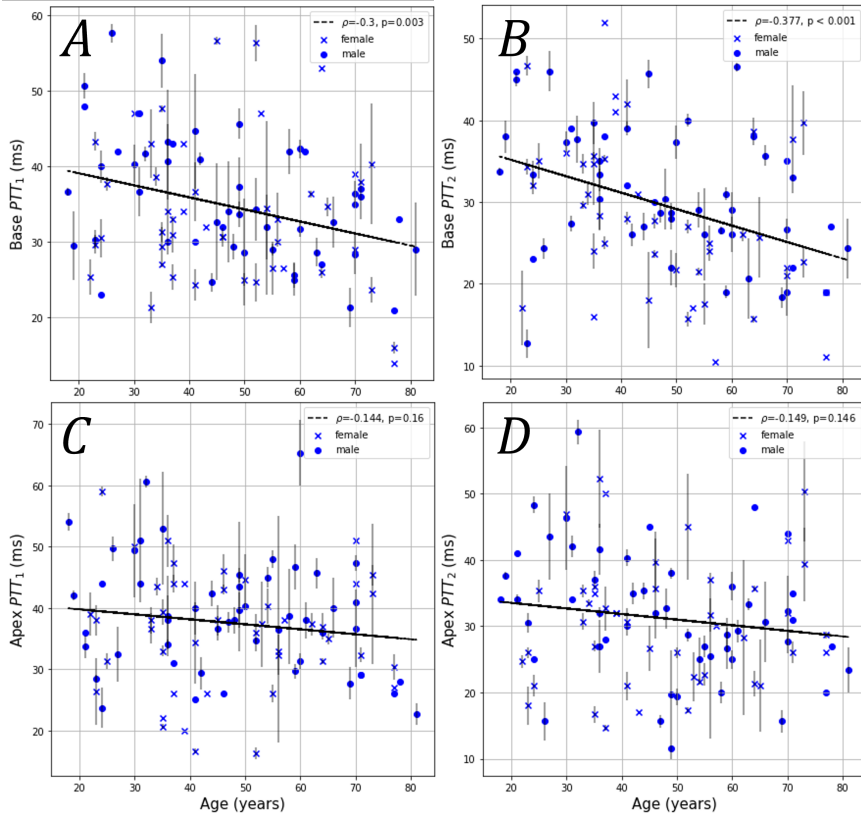 A
ρ=-0.3, p=0.003
female
male
Base PTT₁ (ms)
60
50
40
30
20
20 30 40 50 60 70 80
B
ρ=-0.377, p < 0.001
female
male
Base PTT₂ (ms)
50
40
30
20
10
20 30 40 50 60 70 80
C
ρ=-0.144, p=0.16
female
male
Apex PTT₁ (ms)
70
60
50
40
30
20
20 30 40 50 60 70 80
Age (years)
D
ρ=-0.149, p=0.146
female
male
Apex PTT₂ (ms)
60
50
40
30
20
10
20 30 40 50 60 70 80
Age (years)